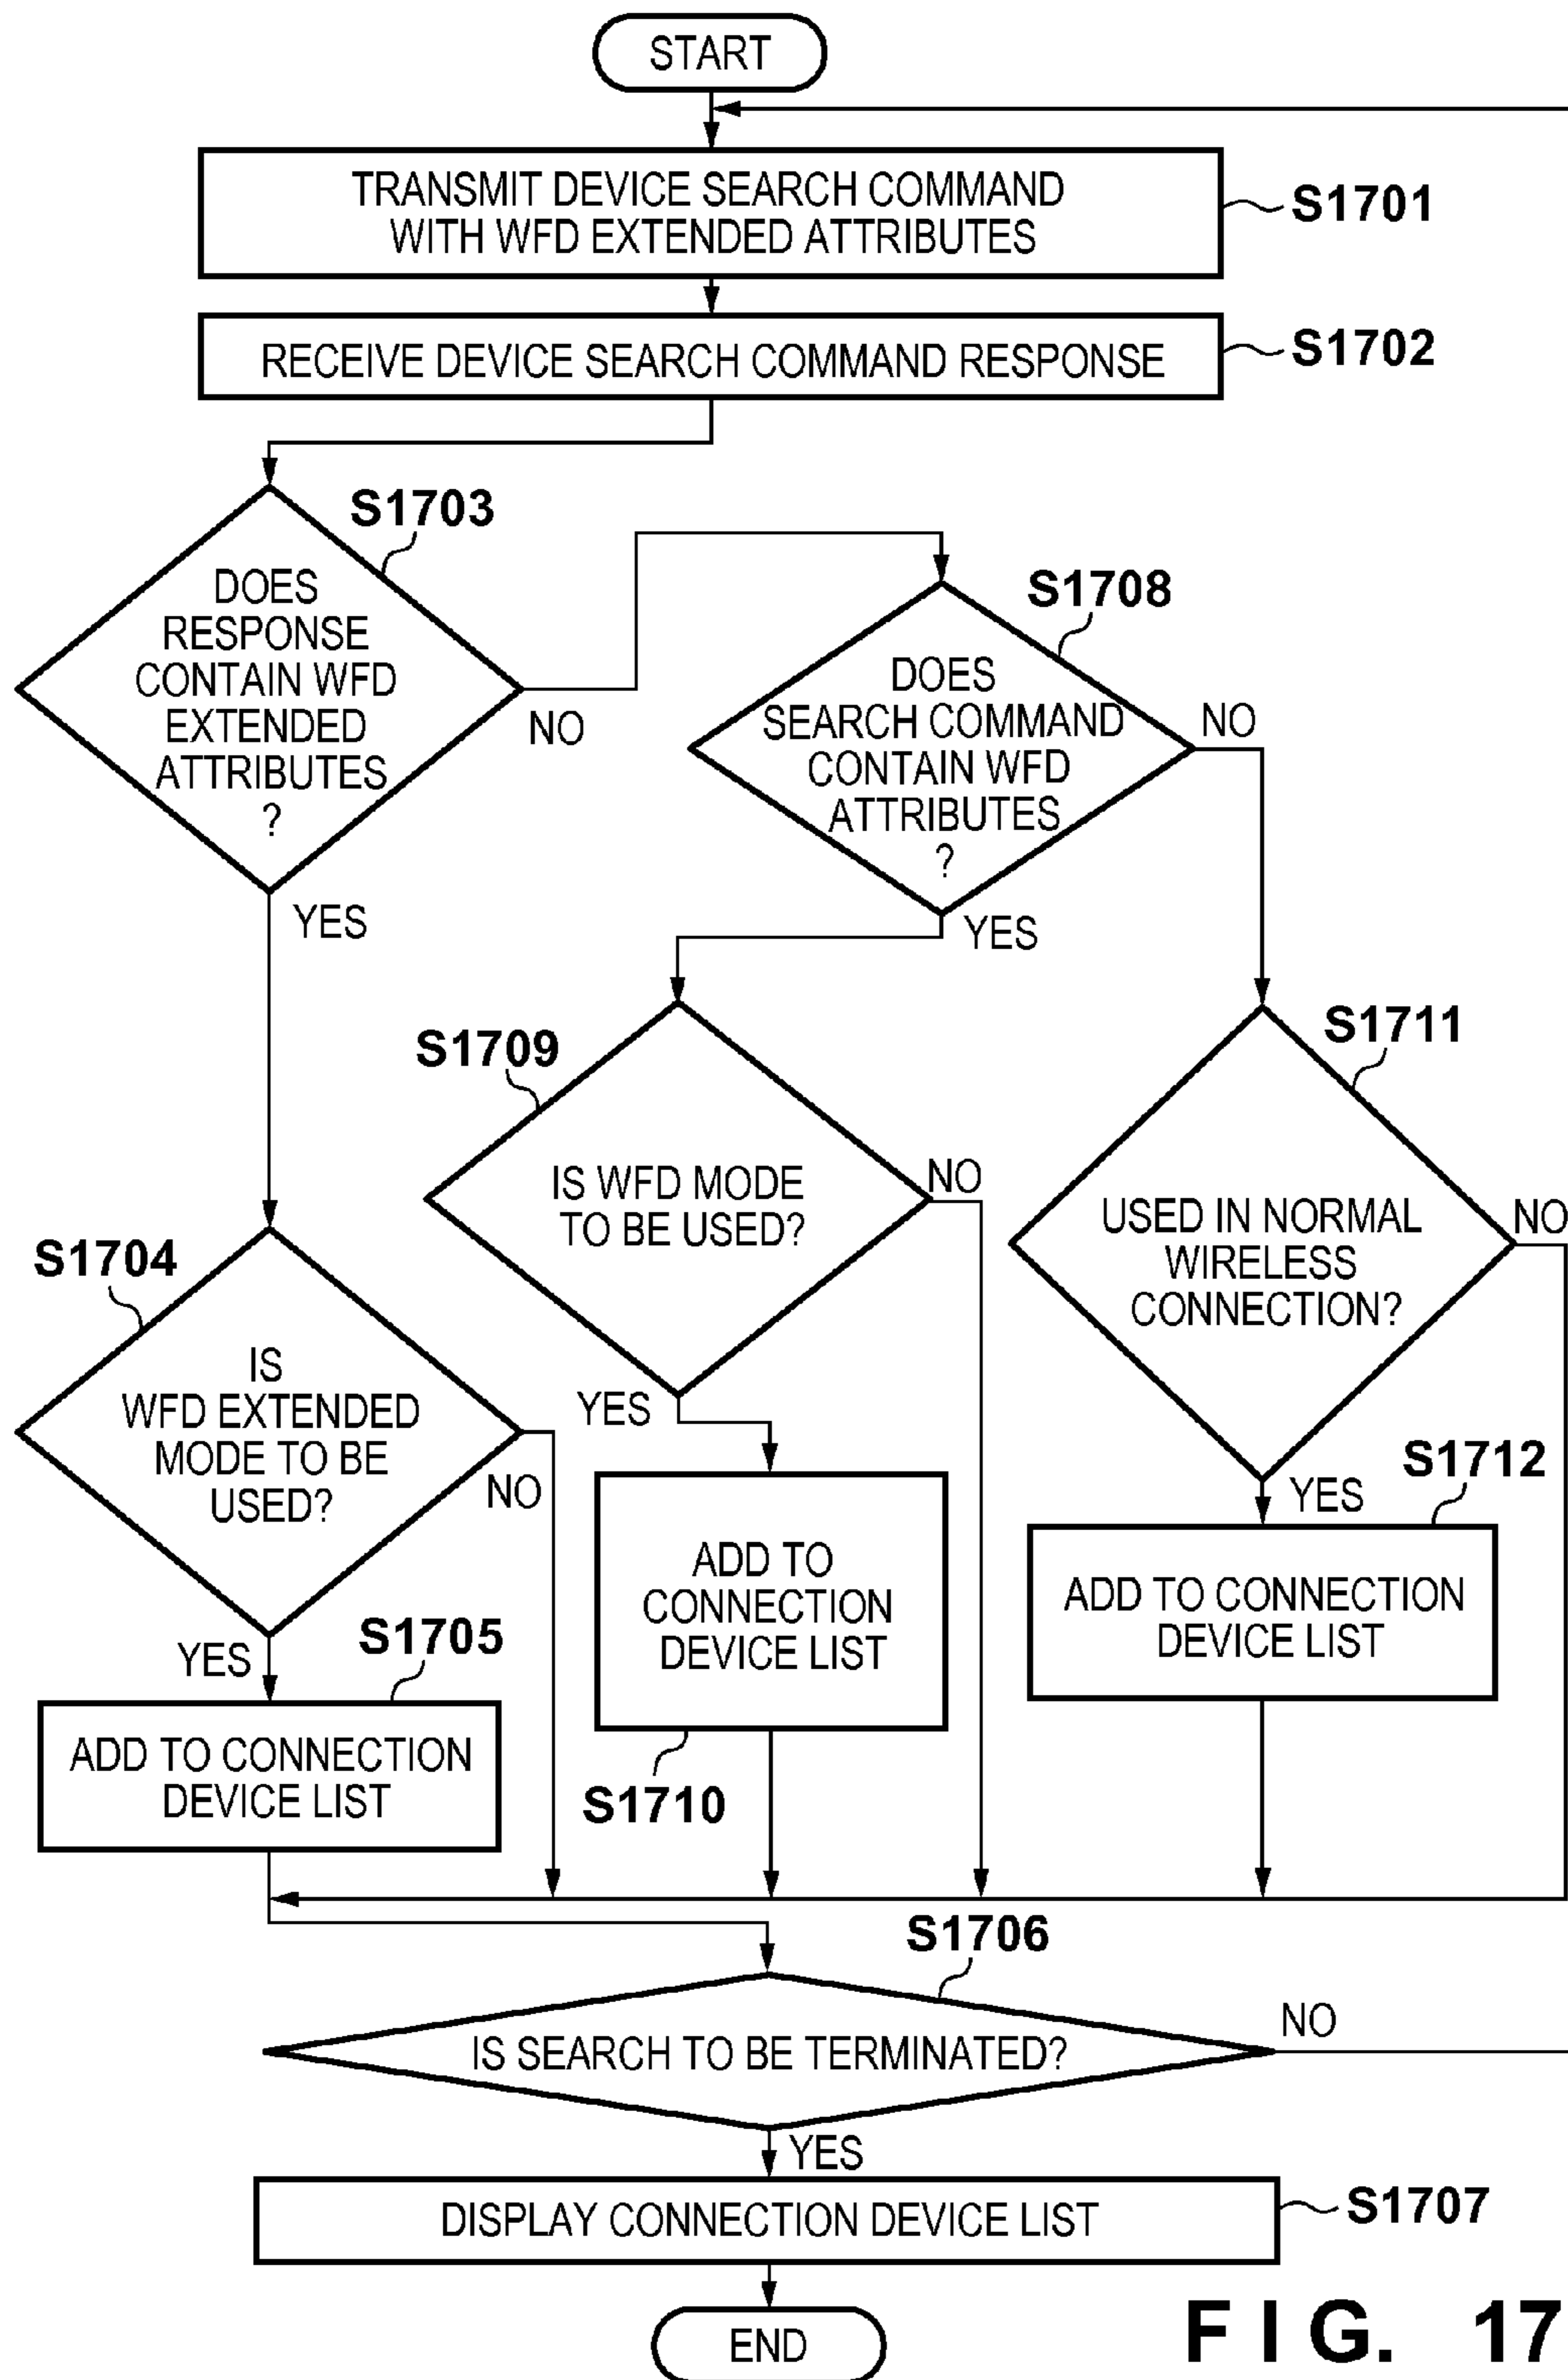 START
TRANSMIT DEVICE SEARCH COMMAND
WITH WFD EXTENDED ATTRIBUTES
S1701
RECEIVE DEVICE SEARCH COMMAND RESPONSE
S1702
S1703
DOES
RESPONSE
CONTAIN WFD
EXTENDED
ATTRIBUTES
?
NO
YES
S1708
DOES
SEARCH COMMAND
CONTAIN WFD
ATTRIBUTES
?
NO
YES
S1709
IS WFD MODE
TO BE USED?
NO
YES
S1711
USED IN NORMAL
WIRELESS
CONNECTION?
NO
YES
S1704
IS
WFD EXTENDED
MODE TO BE
USED?
NO
YES
S1705
ADD TO CONNECTION
DEVICE LIST
ADD TO
CONNECTION
DEVICE LIST
S1710
S1712
ADD TO CONNECTION
DEVICE LIST
S1706
IS SEARCH TO BE TERMINATED?
NO
YES
DISPLAY CONNECTION DEVICE LIST
S1707
END
FIG. 17